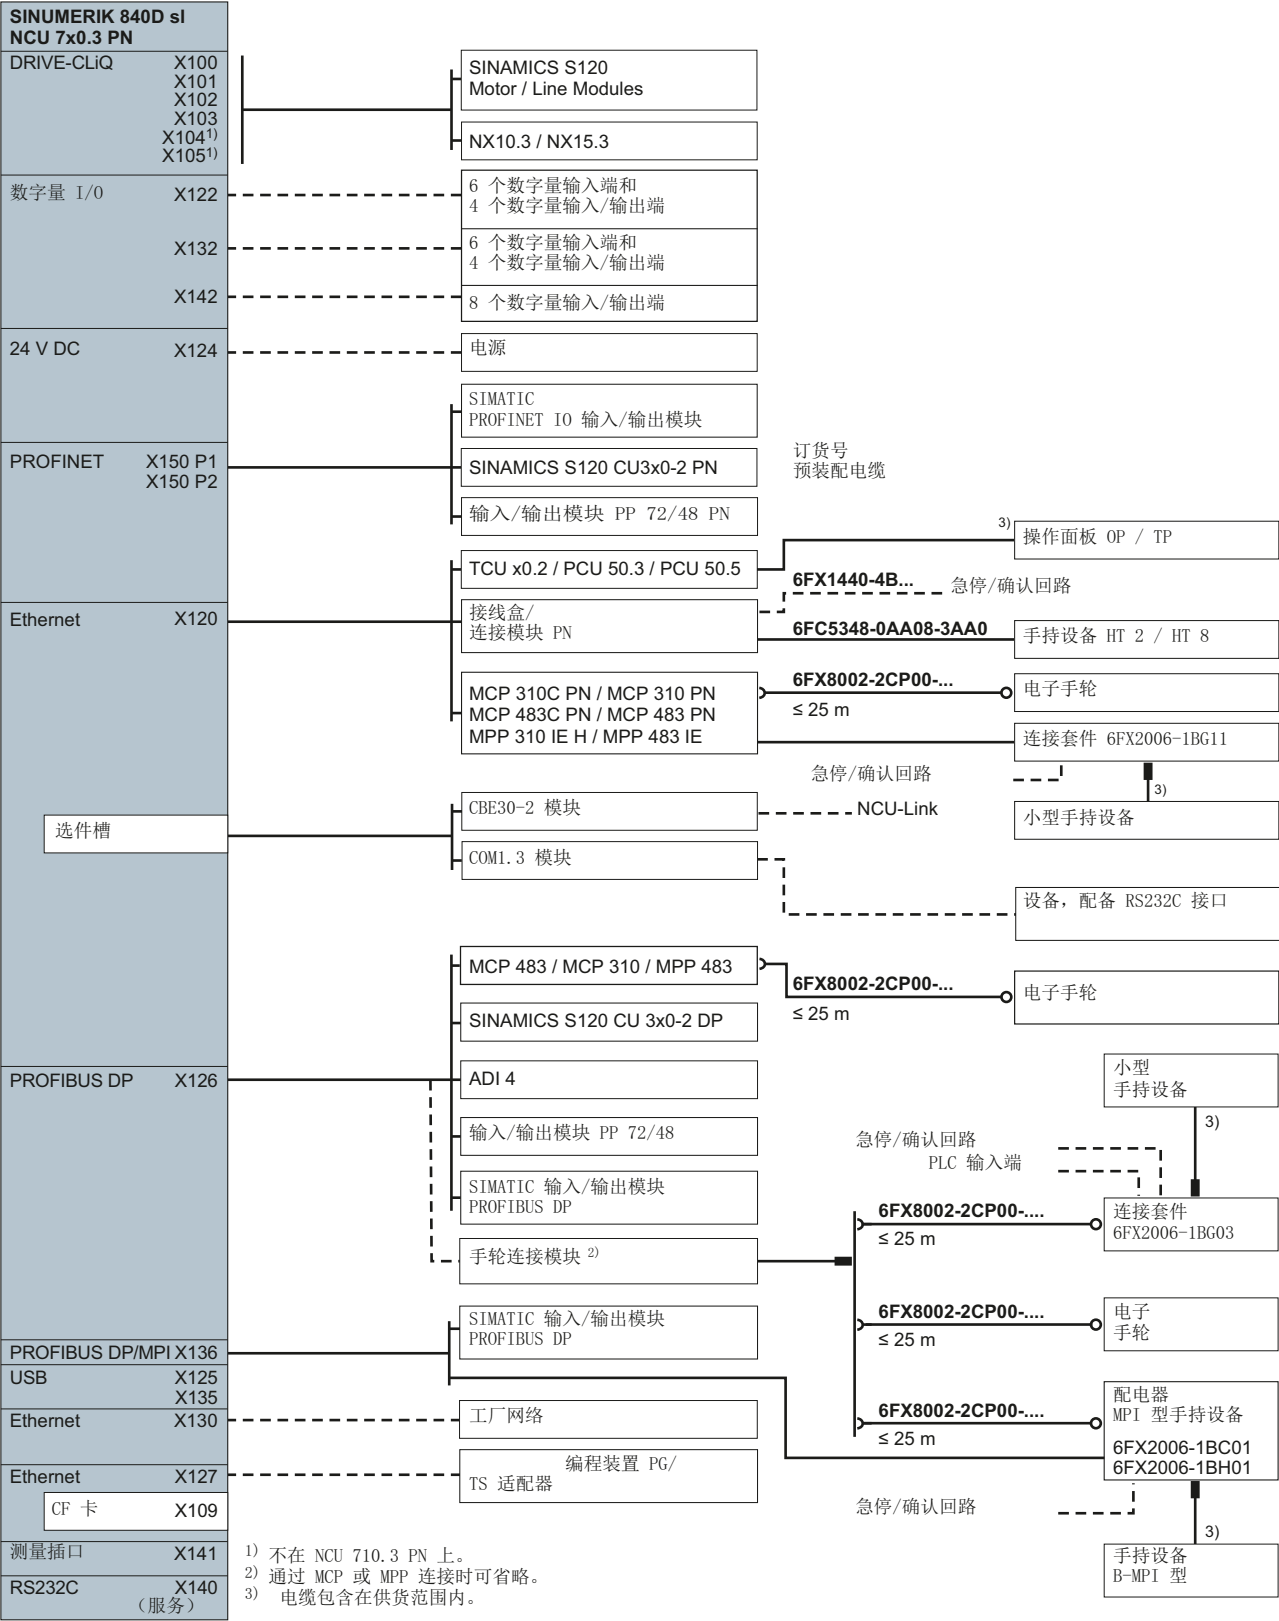 SINUMERIK 840D sl
NCU 7x0.3 PN
DRIVE-CLiQ X100
X101
X102
X103
X104 1)
X105 1)
SINAMICS S120
Motor / Line Modules
NX10.3 / NX15.3
数字量 I/O X122
6 个数字量输入端和
4 个数字量输入/输出端
X132
6 个数字量输入端和
4 个数字量输入/输出端
X142
8 个数字量输入/输出端
24 V DC X124
电源
SIMATIC
PROFINET IO 输入/输出模块
PROFINET X150 P1
X150 P2
SINAMICS S120 CU3x0-2 PN
输入/输出模块 PP 72/48 PN
订货号
预装配电缆
TCU x0.2 / PCU 50.3 / PCU 50.5
3)
操作面板 OP / TP
Ethernet X120
接线盒/
连接模块 PN
6FX1440-4B...
急停/确认回路
6FC5348-0AA08-3AA0
手持设备 HT 2 / HT 8
MCP 310C PN / MCP 310 PN
MCP 483C PN / MCP 483 PN
MPP 310 IE H / MPP 483 IE
6FX8002-2CP00-...
≤ 25 m
电子手轮
连接套件 6FX2006-1BG11
急停/确认回路
3)
小型手持设备
选件槽
CBE30-2 模块
NCU-Link
COM1.3 模块
设备，配备 RS232C 接口
MCP 483 / MCP 310 / MPP 483
6FX8002-2CP00-...
≤ 25 m
电子手轮
SINAMICS S120 CU 3x0-2 DP
PROFIBUS DP X126
ADI 4
输入/输出模块 PP 72/48
SIMATIC 输入/输出模块
PROFIBUS DP
手轮连接模块 2)
小型
手持设备
3)
急停/确认回路
PLC 输入端
6FX8002-2CP00-....
≤ 25 m
连接套件
6FX2006-1BG03
6FX8002-2CP00-....
≤ 25 m
电子
手轮
6FX8002-2CP00-....
≤ 25 m
配电器
MPI 型手持设备
6FX2006-1BC01
6FX2006-1BH01
急停/确认回路
3)
手持设备
B-MPI 型
SIMATIC 输入/输出模块
PROFIBUS DP
PROFIBUS DP/MPI X136
USB X125
X135
Ethernet X130
工厂网络
Ethernet X127
编程装置 PG/
TS 适配器
CF 卡 X109
测量插口 X141
RS232C X140
（服务）
1) 不在 NCU 710.3 PN 上。
2) 通过 MCP 或 MPP 连接时可省略。
3) 电缆包含在供货范围内。